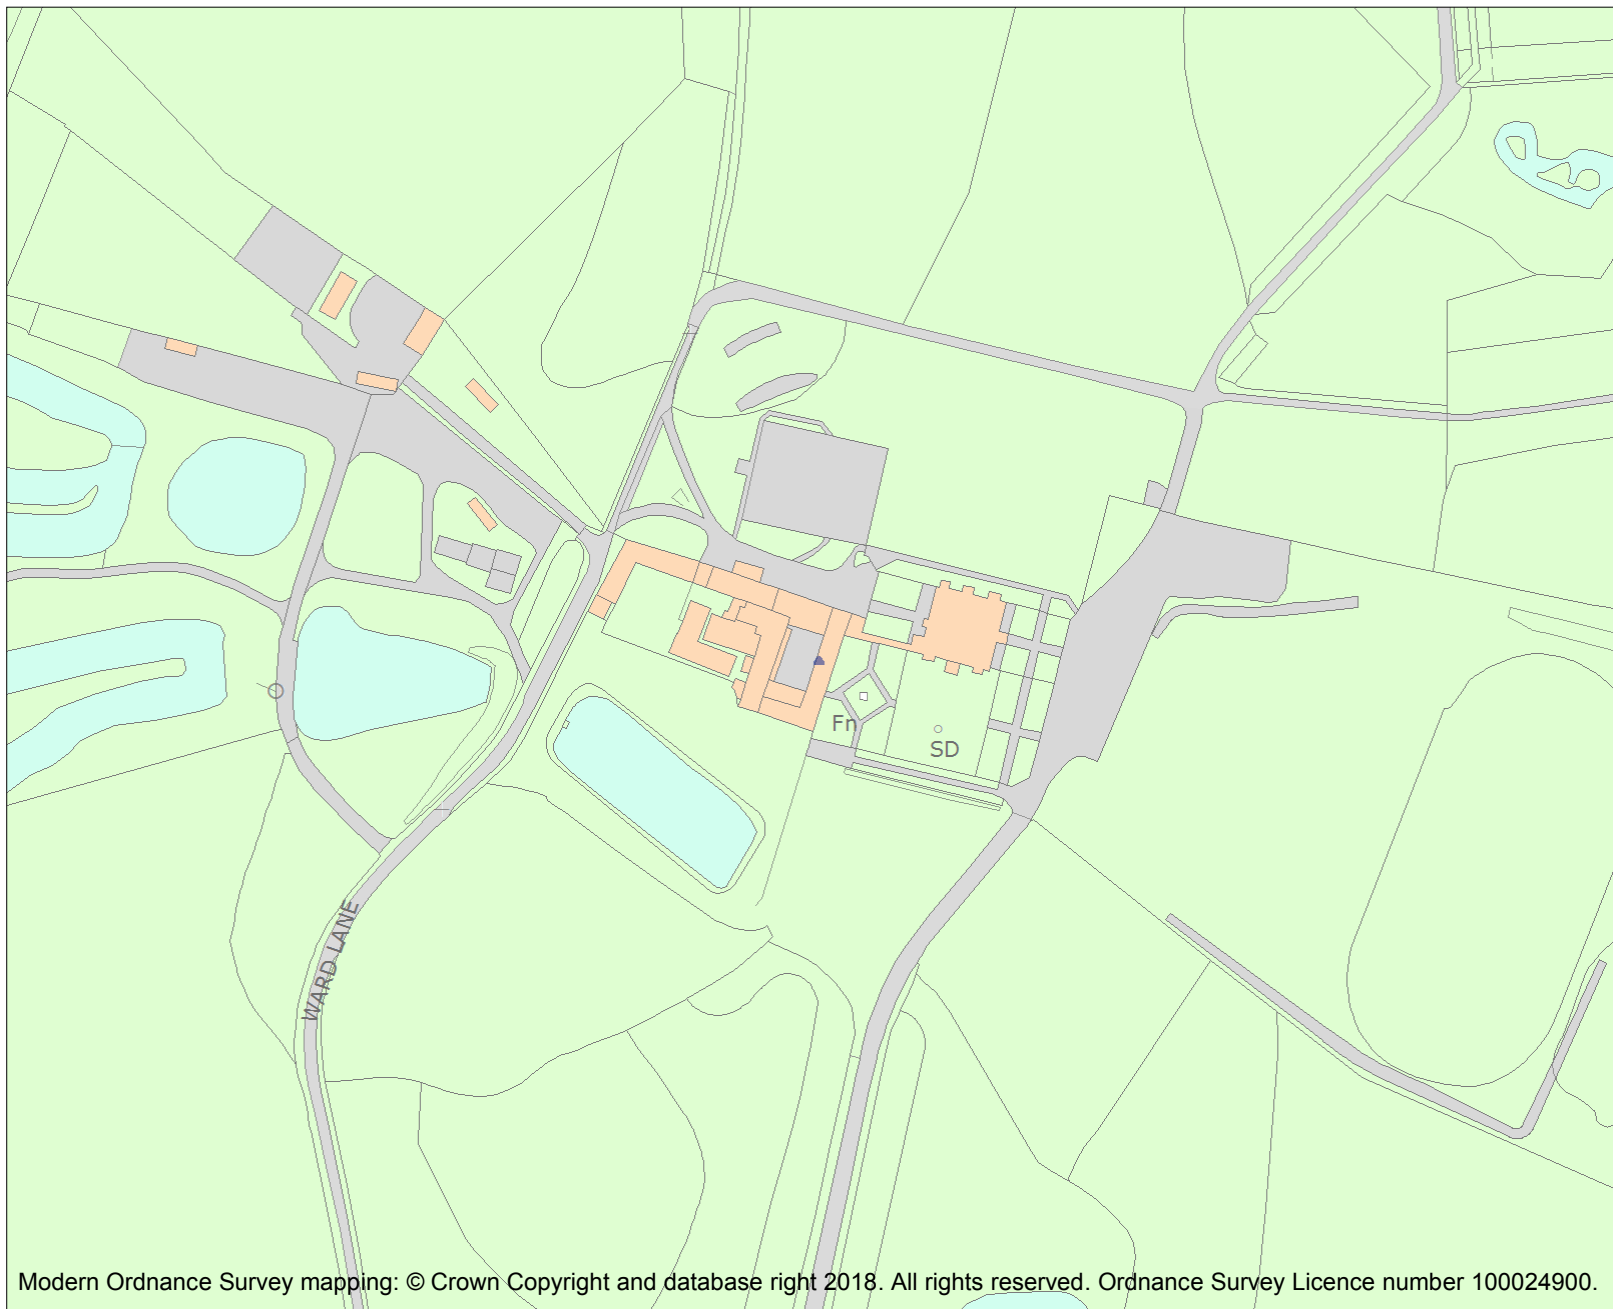 Fn
SD
WARD LANE
Modern Ordnance Survey mapping: © Crown Copyright and database right 2018. All rights reserved. Ordnance Survey Licence number 100024900.